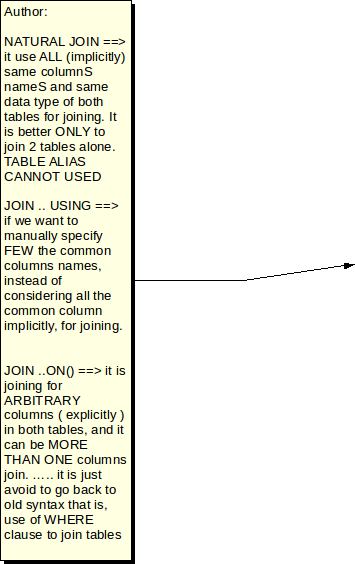 Author:
NATURAL JOIN ==>
it use ALL (implicitly)
same columnS
nameS and same
data type of both
tables for joining. It
is better ONLY to
join 2 tables alone.
TABLE ALIAS
CANNOT USED
JOIN .. USING ==>
if we want to
manually specify
FEW the common
columns names,
instead of
considering all the
common column
implicitly, for joining.
JOIN ..ON() ==> it is
joining for
ARBITRARY
columns ( explicitly )
in both tables, and it
can be MORE
THAN ONE columns
join. ….. it is just
avoid to go back to
old syntax that is,
use of WHERE
clause to join tables